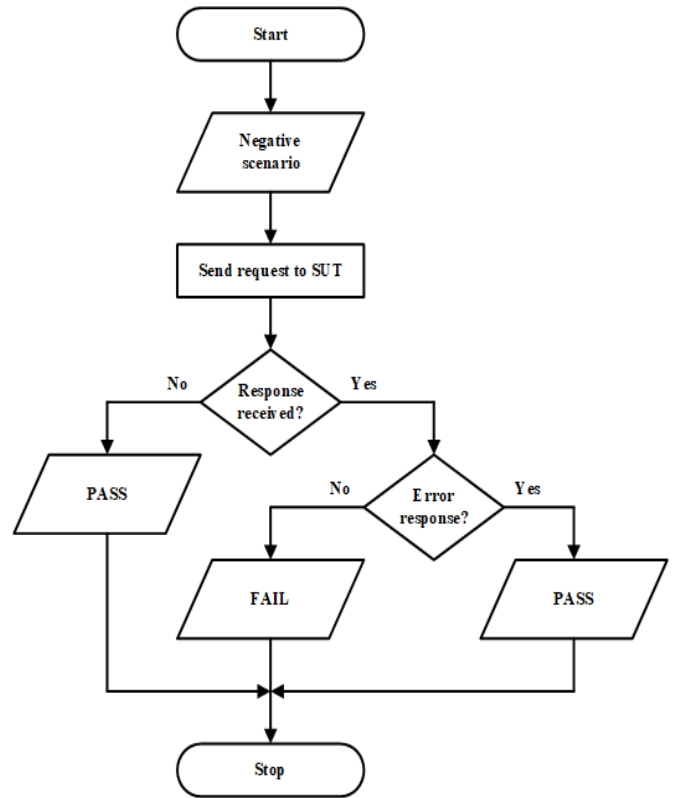 Start
Negative
scenario
Send request to SUT
No
Yes
Response
received?
PASS
No
Yes
Error
response?
FAIL
PASS
Stop